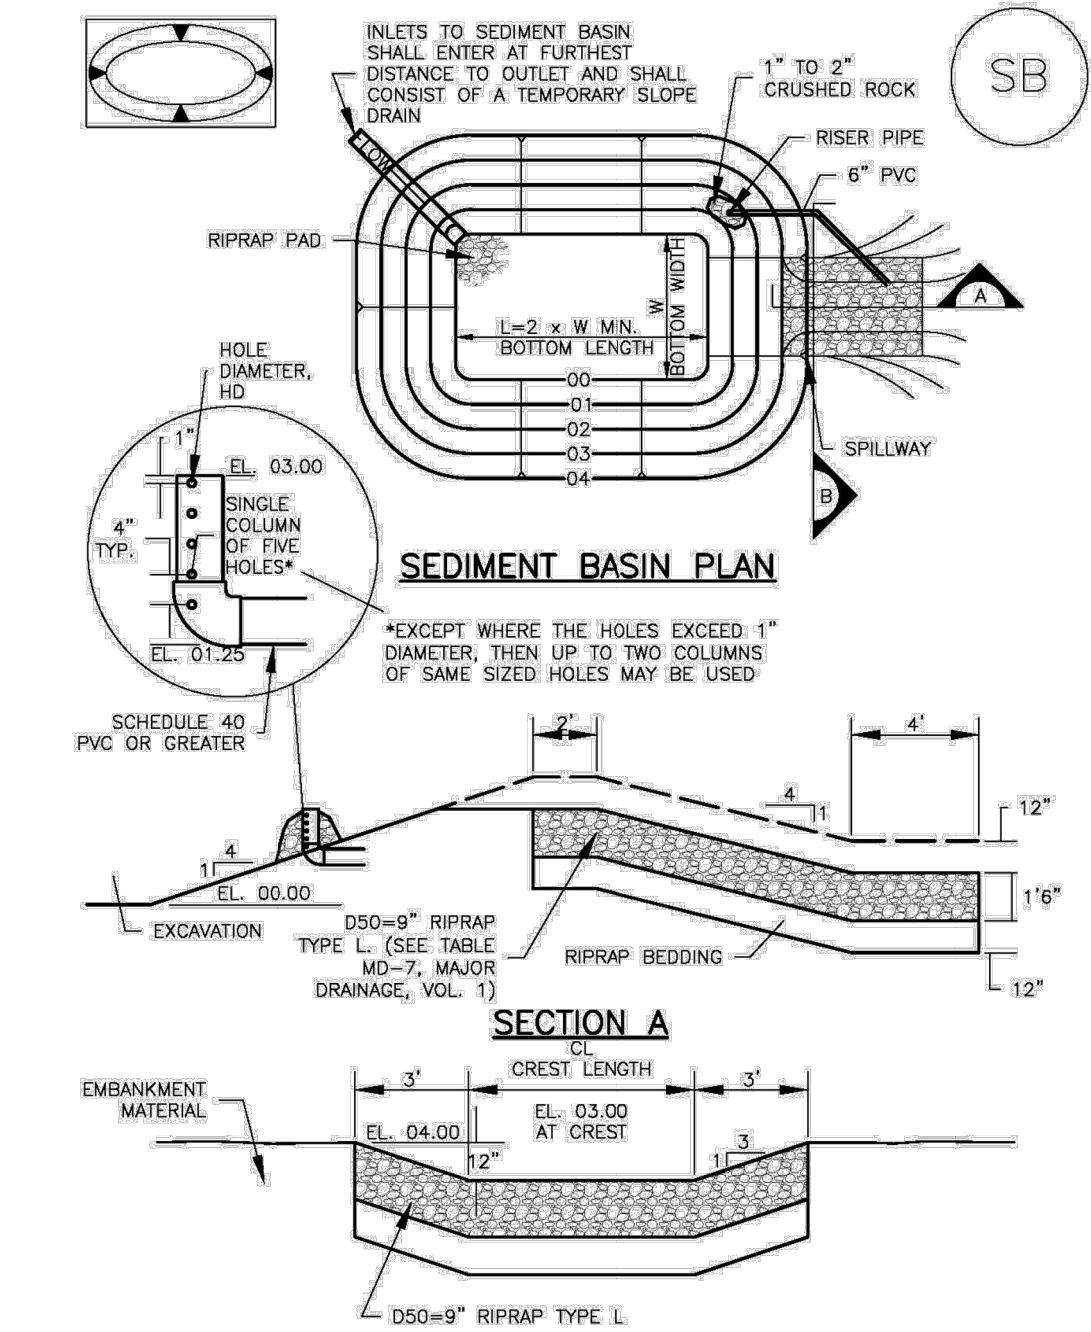 INLETS TO SEDIMENT BASIN
SHALL ENTER AT FURTHEST
DISTANCE TO OUTLET AND SHALL
CONSIST OF A TEMPORARY SLOPE
DRAIN
1" TO 2"
CRUSHED ROCK
SB
RISER PIPE
6" PVC
FLOW
RIPRAP PAD
A
W
BOTTOM WIDTH
L=2 x W MIN.
BOTTOM LENGTH
00
01
02
03
04
SPILLWAY
B
HOLE
DIAMETER,
HD
1"
EL. 03.00
4"
TYP.
SINGLE
COLUMN
OF FIVE
HOLES*
EL. 01.25
SEDIMENT BASIN PLAN
*EXCEPT WHERE THE HOLES EXCEED 1"
DIAMETER, THEN UP TO TWO COLUMNS
OF SAME SIZED HOLES MAY BE USED
SCHEDULE 40
PVC OR GREATER
2'
4'
4
1
12"
4
1
EL. 00.00
1'6"
EXCAVATION
D50=9" RIPRAP
TYPE L. (SEE TABLE
MD-7, MAJOR
DRAINAGE, VOL. 1)
RIPRAP BEDDING
12"
SECTION A
CL
CREST LENGTH
3'
3'
EMBANKMENT
MATERIAL
EL. 04.00
EL. 03.00
AT CREST
12"
3
1
D50=9" RIPRAP TYPE L